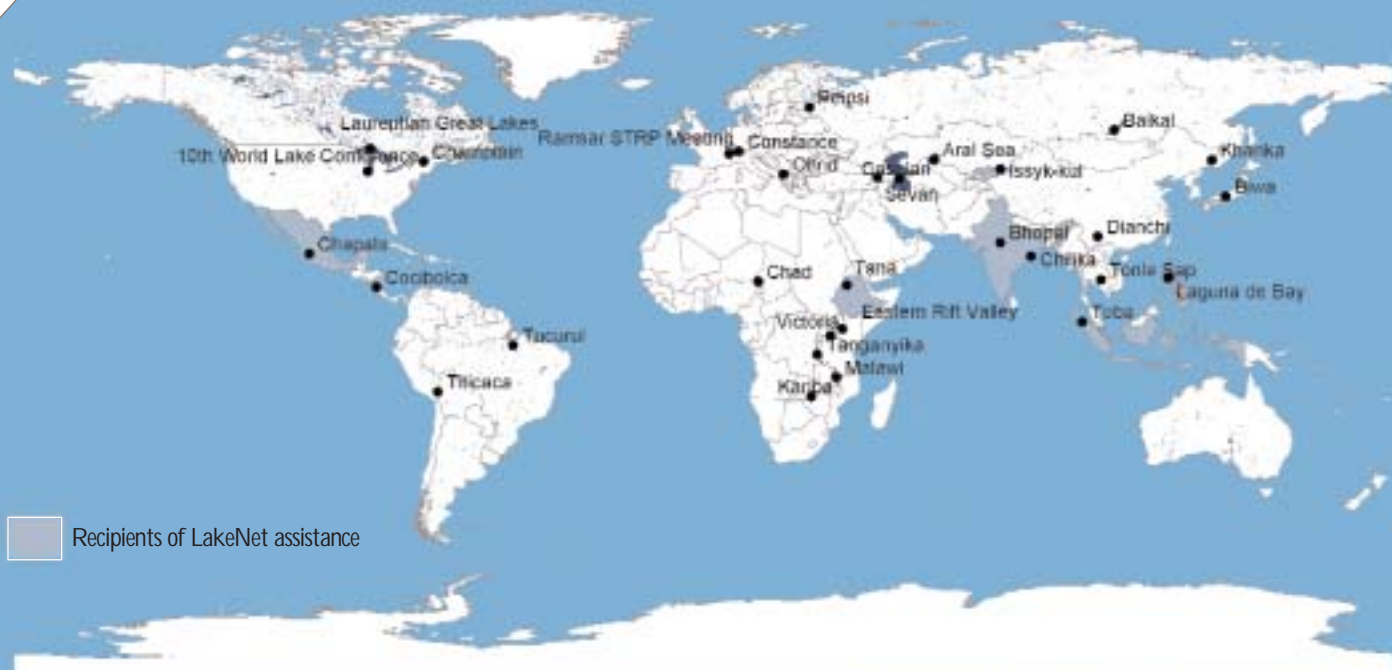 Peipsi
Baikal
Laurentian Great Lakes
Ramsar STRP Meeting
Constance
10th World Lake Conference
Champlain
Ohrid
Caspian
Aral Sea
Khanka
Issyk-kul
Sevan
Biwa
Chapala
Bhopal
Dianchi
Chilika
Cocibolca
Chad
Tana
Tonle Sap
Laguna de Bay
Eastern Rift Valley
Victoria
Toba
Tucurui
Tanganyika
Malawi
Titicaca
Kariba
Recipients of LakeNet assistance